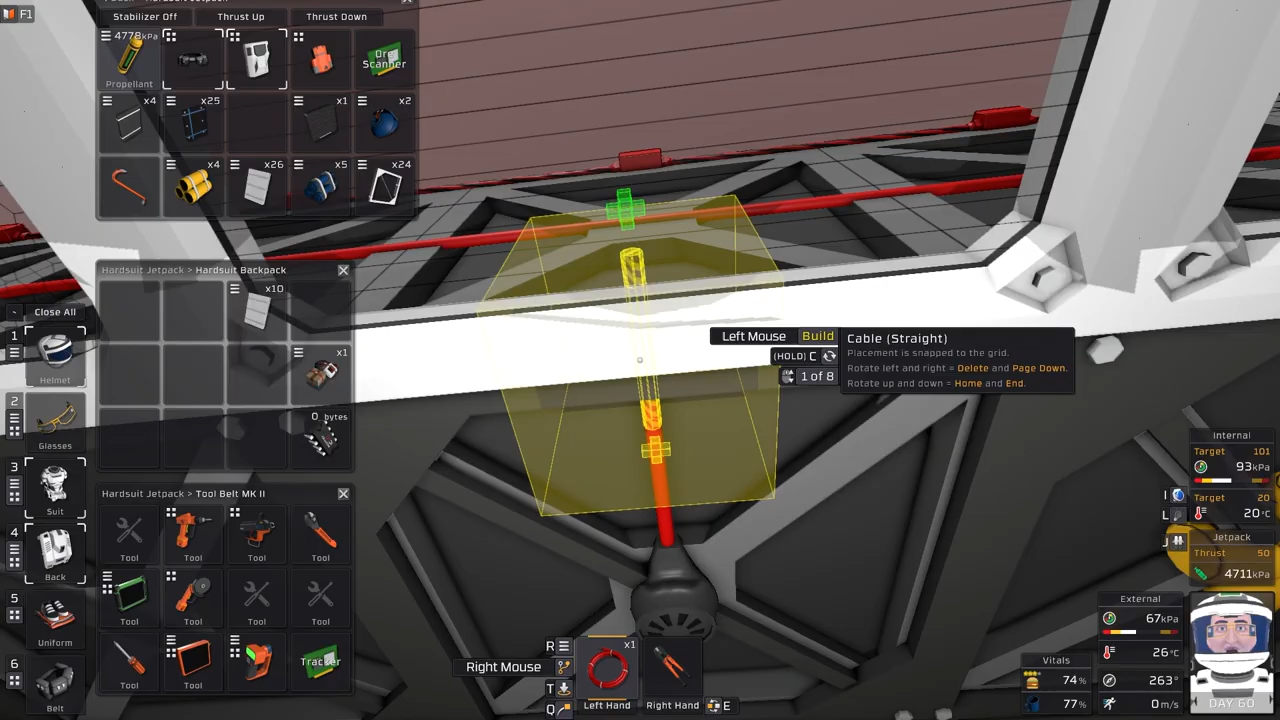 F1
Stabilizer Off
Thrust Up
Thrust Down
4778kPa
Propellant
Ore Scanner
x4
x25
x1
x2
x4
x26
x5
x24
Hardsuit Jetpack > Hardsuit Backpack
x10
x1
0 bytes
Close All
1
Helmet
2
Glasses
3
Suit
4
Back
5
Uniform
6
Belt
Hardsuit Jetpack > Tool Belt MK II
Tool
Tool
Tool
Tool
Tool
Tool
Tool
Tool
Tool
Tool
Tracker
Left Mouse
Build
(HOLD) C
1 of 8
Cable (Straight)
Placement is snapped to the grid.
Rotate left and right = Delete and Page Down.
Rotate up and down = Home and End.
Right Mouse
R
T
Q
x1
Left Hand
Right Hand
E
Internal
Target 101
93kPa
Target 20
20°C
I
L
J
Jetpack
Thrust 50
4711kPa
External
67kPa
26°C
263°
0m/s
Vitals
74%
77%
DAY 60